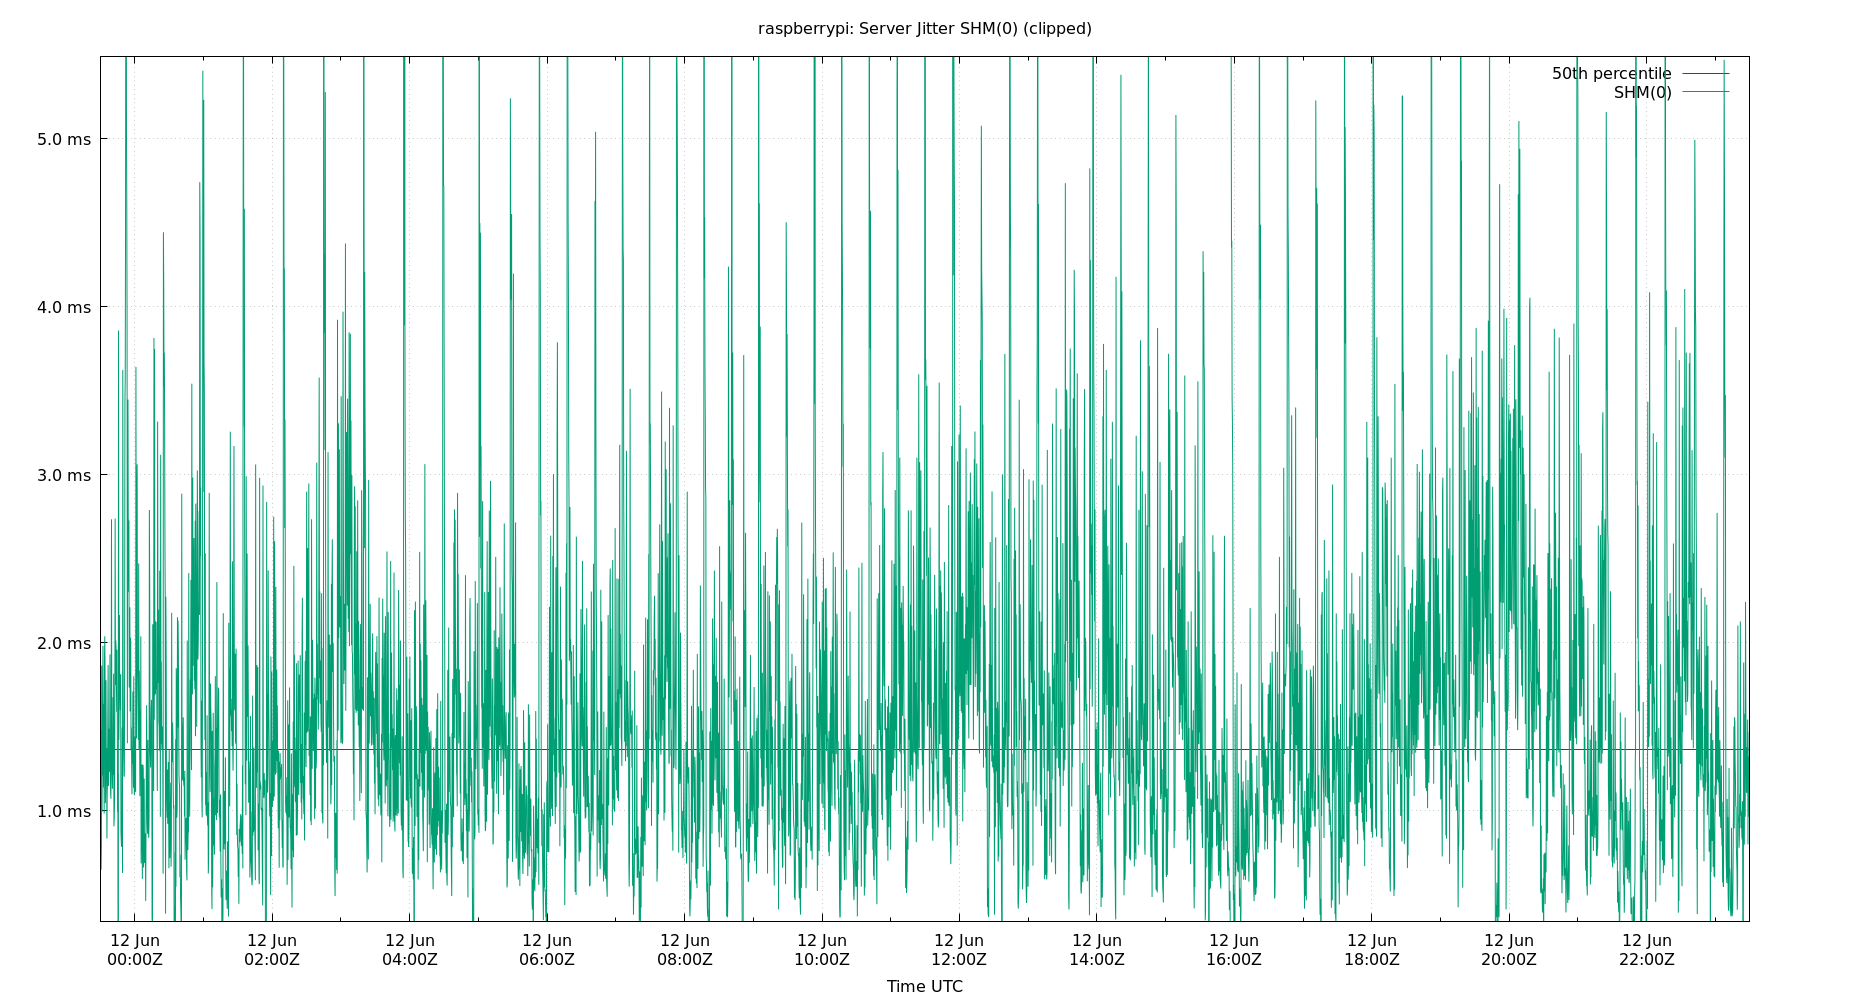 raspberrypi: Server Jitter SHM(0) (clipped)
50th percentile
SHM(0)
5.0 ms
4.0 ms
3.0 ms
2.0 ms
1.0 ms
12 Jun 12 Jun 12 Jun 12 Jun 12 Jun 12 Jun 12 Jun 12 Jun 12 Jun 12 Jun 12 Jun 12 Jun
00:00Z 02:00Z 04:00Z 06:00Z 08:00Z 10:00Z 12:00Z 14:00Z 16:00Z 18:00Z 20:00Z 22:00Z
Time UTC